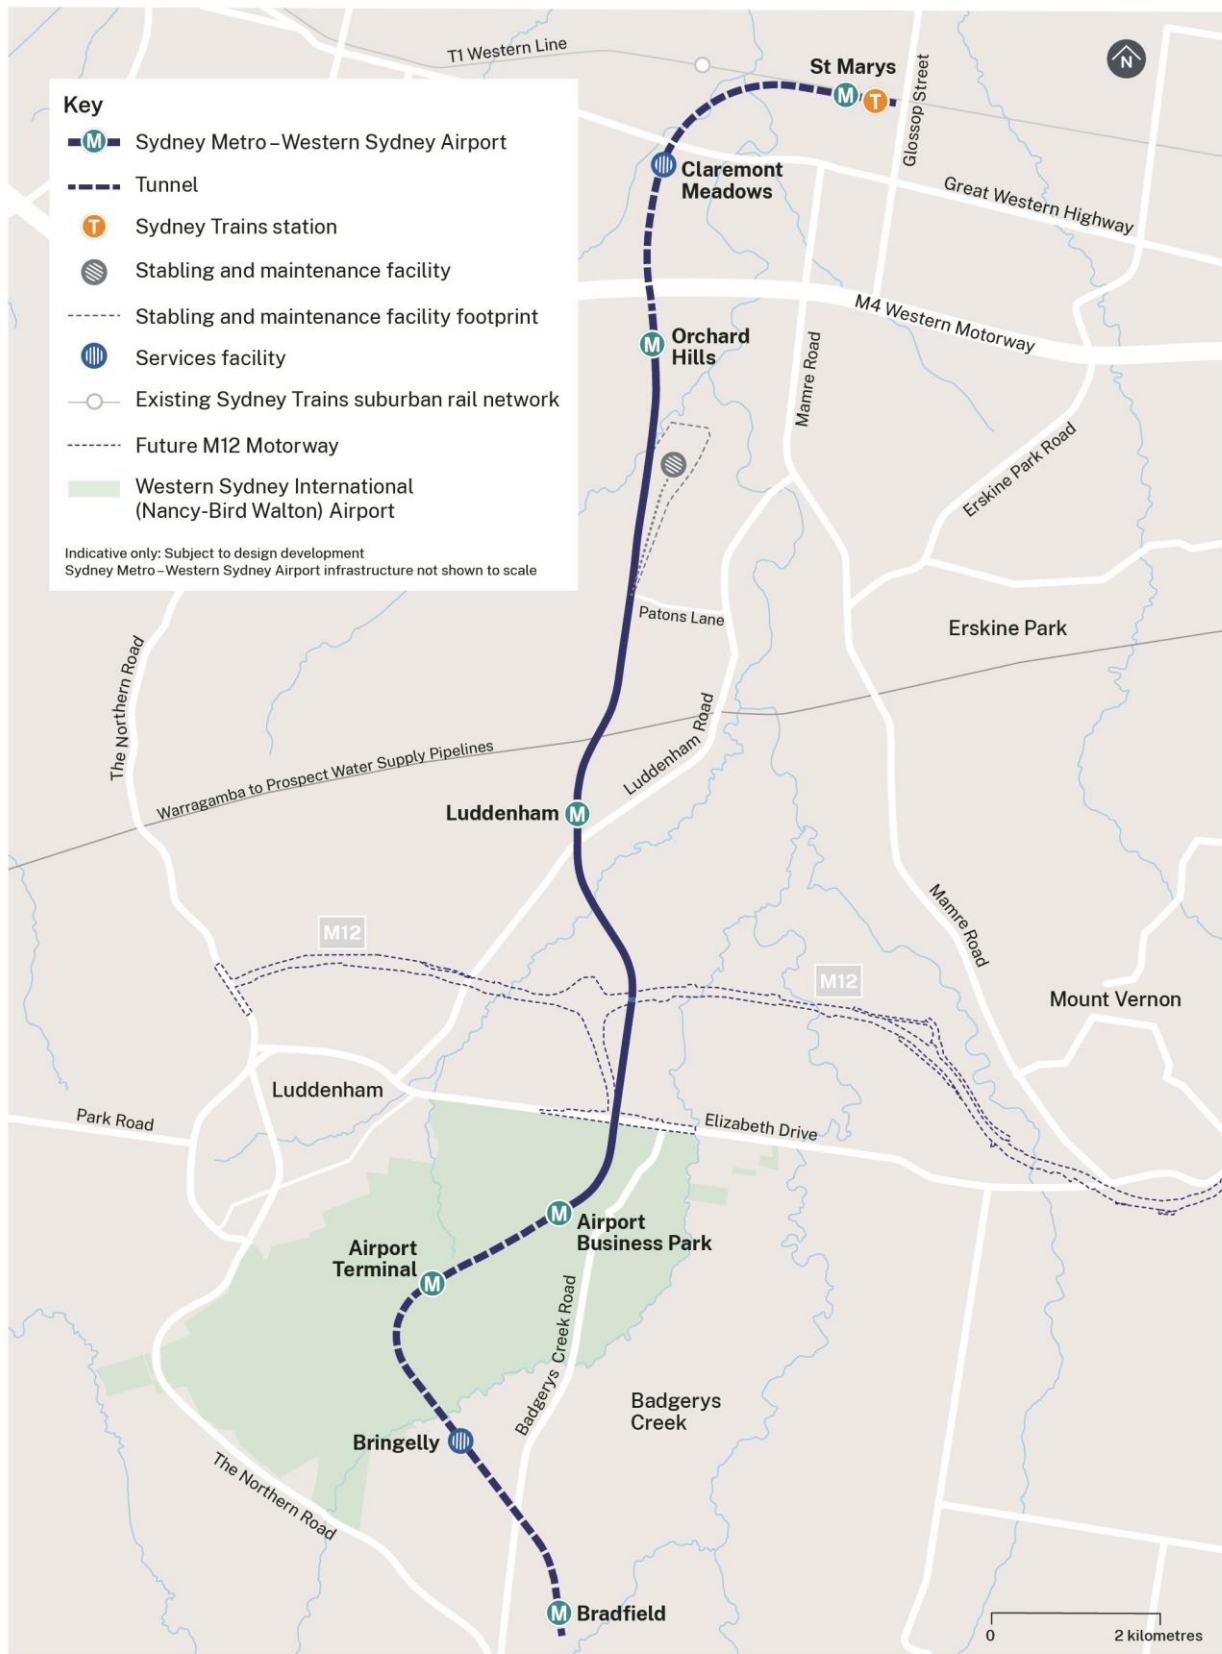 T1 Western Line
St Marys
M
T
N
Glossop Street
Key
M
Sydney Metro – Western Sydney Airport
Tunnel
T
Sydney Trains station
Stabling and maintenance facility
Stabling and maintenance facility footprint
Services facility
Existing Sydney Trains suburban rail network
Future M12 Motorway
Western Sydney International
(Nancy-Bird Walton) Airport
Indicative only: Subject to design development
Sydney Metro – Western Sydney Airport infrastructure not shown to scale
Claremont
Meadows
Great Western Highway
M4 Western Motorway
M
Orchard
Hills
Mamre Road
Erskine Park Road
Patons Lane
Erskine Park
The Northern Road
Luddenham Road
Warragamba to Prospect Water Supply Pipelines
Luddenham
M
Mamre Road
M12
M12
Mount Vernon
Luddenham
Park Road
Elizabeth Drive
M
Airport
Business Park
Airport
Terminal
M
Badgerys Creek Road
Badgerys
Creek
Bringelly
The Northern Road
M
Bradfield
0
2 kilometres